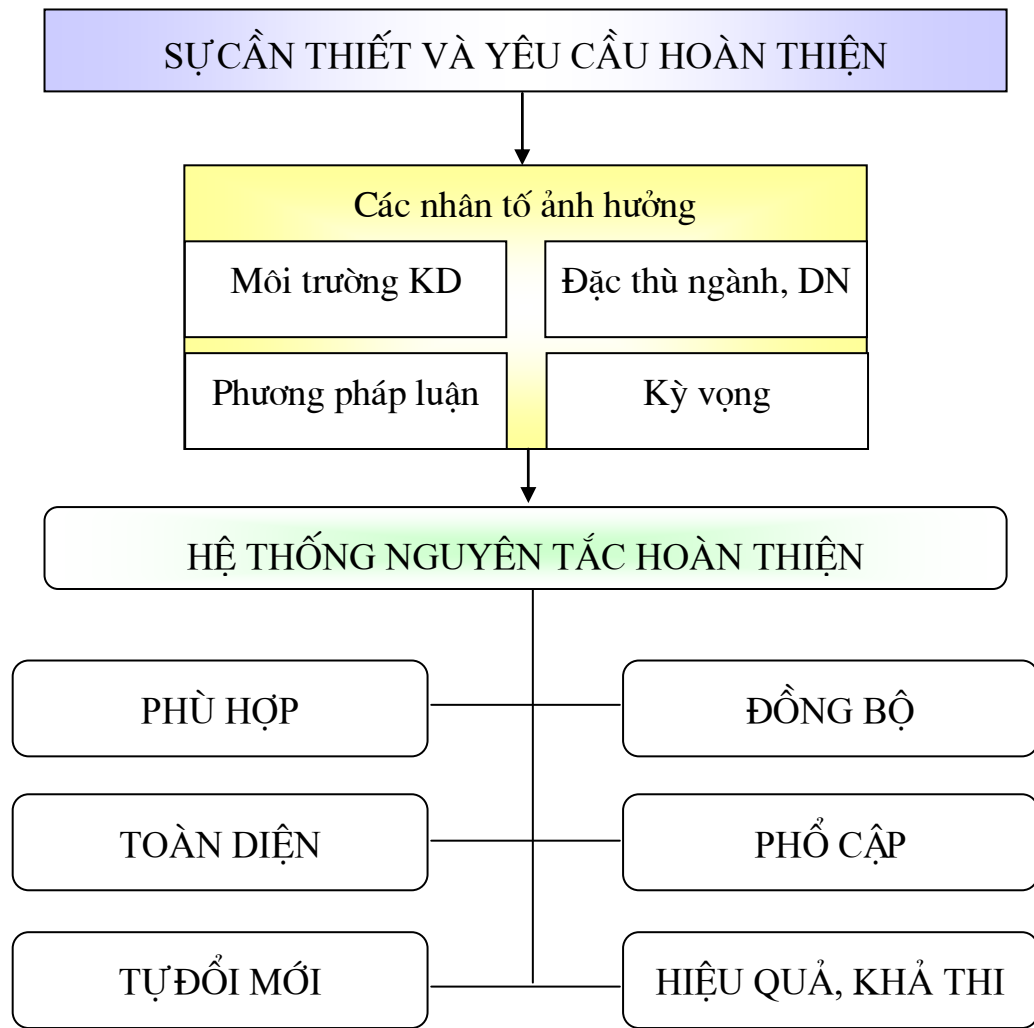 SỰ CẦN THIẾT VÀ YÊU CẦU HOÀN THIỆN
Các nhân tố ảnh hưởng
Môi trường KD
Đặc thù ngành, DN
Phương pháp luận
Kỳ vọng
HỆ THỐNG NGUYÊN TẮC HOÀN THIỆN
PHÙ HỢP
ĐỒNG BỘ
TOÀN DIỆN
PHỔ CẬP
TỰ ĐỔI MỚI
HIỆU QUẢ, KHẢ THI